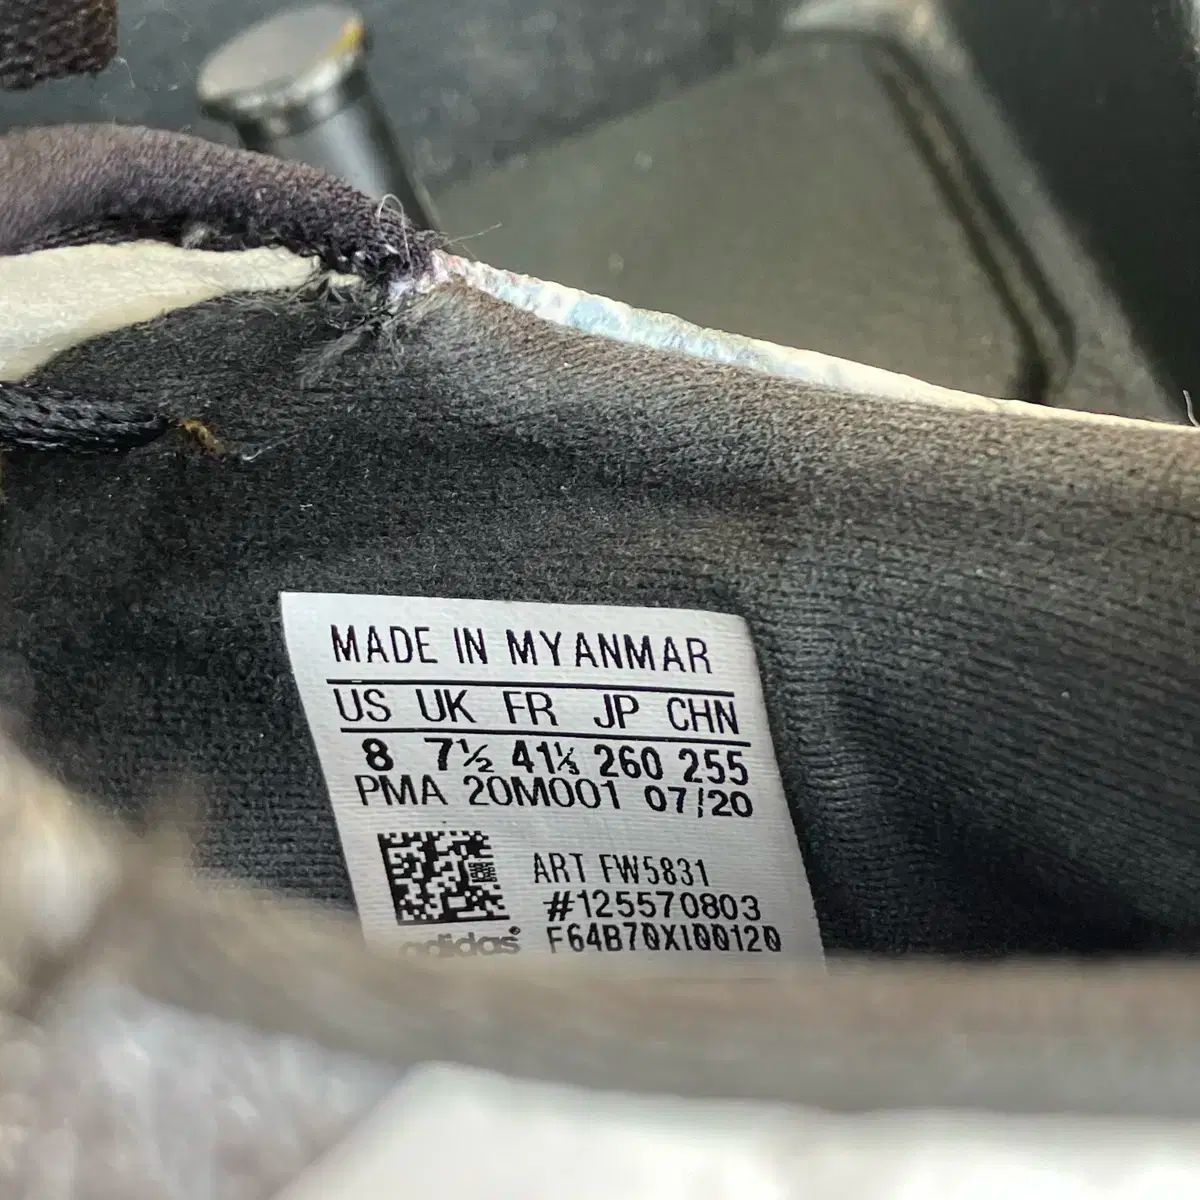 MADE IN MYANMAR
US UK FR JP CHN
8 7½ 41⅓ 260 255
PMA 20M001 07/20
ART FW5831
#125570803
adidas® F64B70XI00120